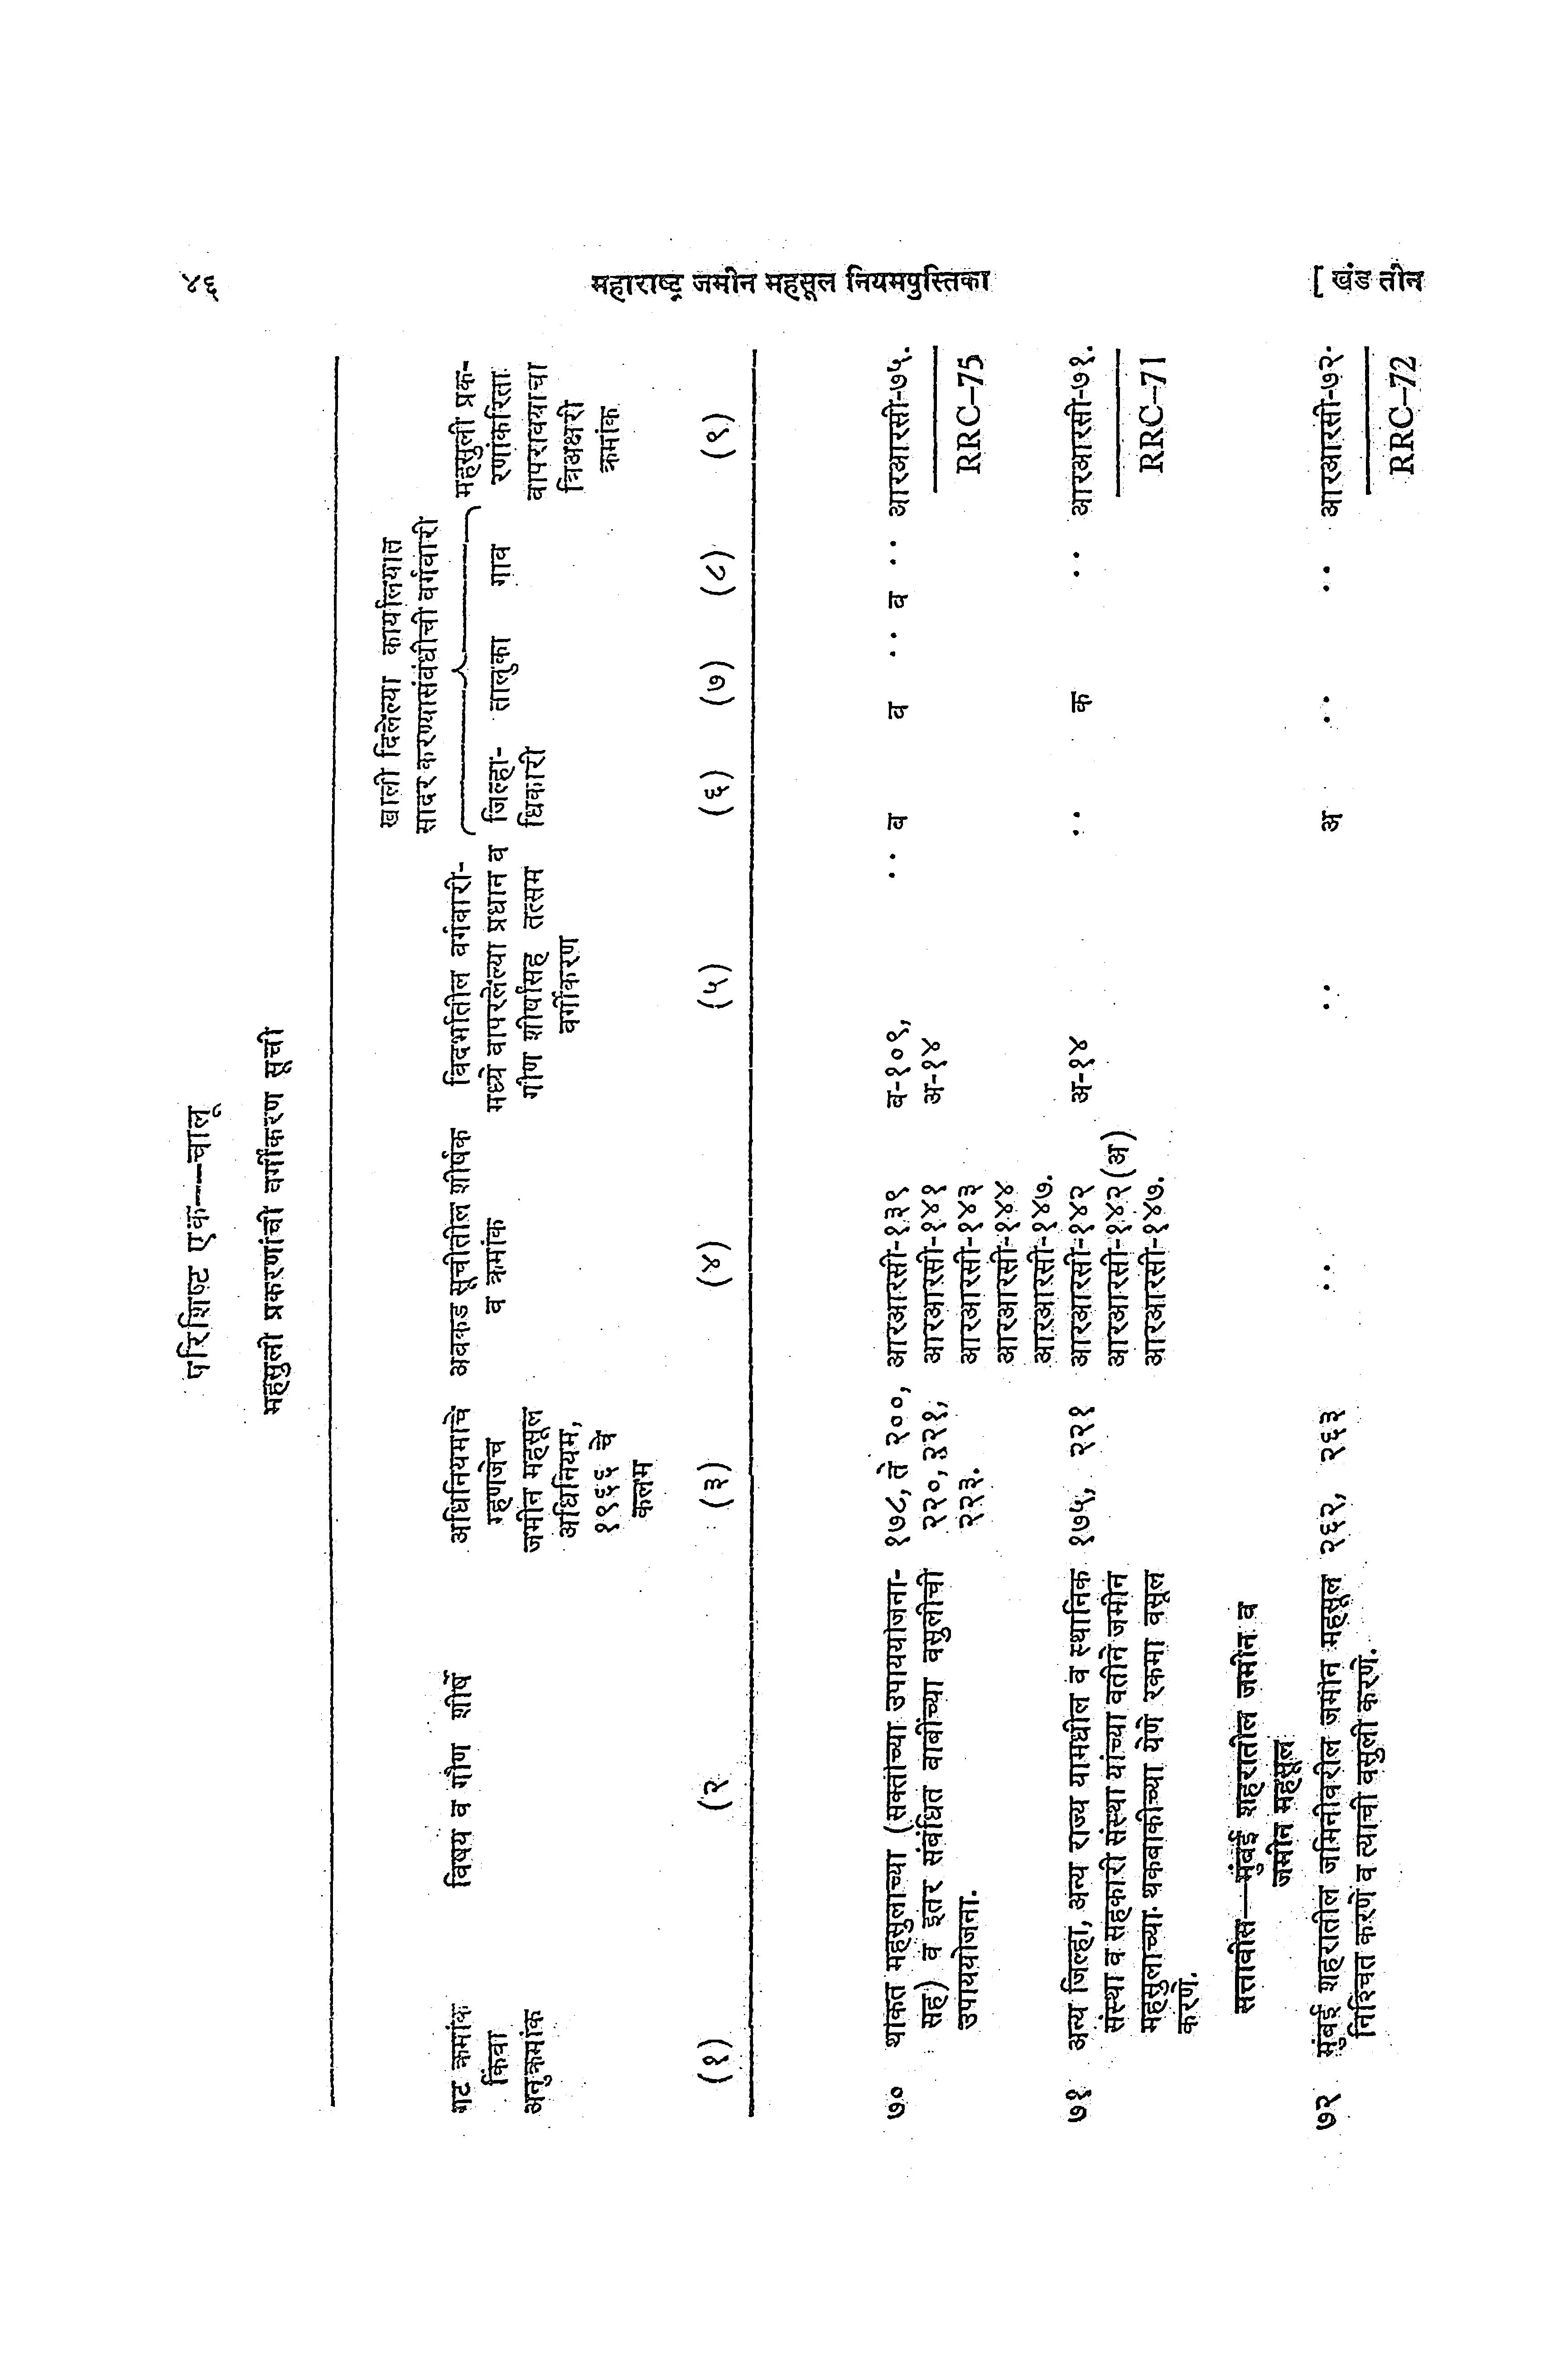 ४६
महाराष्ट्र जमीन महसूल नियमपुस्तिका
[ खंड तीन
परिशिष्ट एक--चालू
महसुली प्रकरणांची वर्गीकरण सूची
गट क्रमांक
किंवा
अनुक्रमांक
विषय व गौण शीर्षे
अधिनियमाचे
म्हणजेच
जमीन महसूल
अधिनियम,
१९६६ चे
कलम
अवकड सूचीतील शीर्षक
व क्रमांक
विदर्भातील वर्गवारी-
मध्ये वापरलेल्या प्रधान व
गौण शीर्षांसह तत्सम
वर्गीकरण
खाली दिलेल्या कार्यालयात
सादर करण्यासंबंधीची वर्गवारी
जिल्हा-
धिकारी
तालुका
गाव
महसुली प्रक-
रणांकरिता
वापरावयाचा
त्रिअक्षरी
क्रमांक
(१) (२ (३) (४) (५) (६) (७) (८) (९)
७० थकित महसुलाच्या (सक्तीच्या उपाययोजना- १७८, ते २००, आरआरसी-१३९ ब-१०९, .. ब ब .. ब .. आरआरसी-७५.
सह) व इतर संबंधित बाबींच्या वसुलीची २२०, २२१, आरआरसी-१४१ अ-१४
उपाययोजना. २२३. आरआरसी-१४३ RRC-75
आरआरसी-१४४
आरआरसी-१४७.
७१ अन्य जिल्हा, अन्य राज्य यामधील व स्थानिक १७५, २२१ आरआरसी-१४२ अ-१४ .. क .. आरआरसी-७१.
संस्था व सहकारी संस्था यांच्या वतीने जमीन आरआरसी-१४२ (अ)
महसुलाच्या थकबाकीच्या येणे रकमा वसूल आरआरसी-१४७. RRC-71
करणे.
सत्तावीस--मुंबई शहरातील जमीन व
जमीन महसूल
७२ मुंबई शहरातील जमिनीवरील जमीन महसूल २६२, २६३ .. .. अ .. .. आरआरसी-७२.
निश्चित करणे व त्याची वसुली करणे.
RRC-72